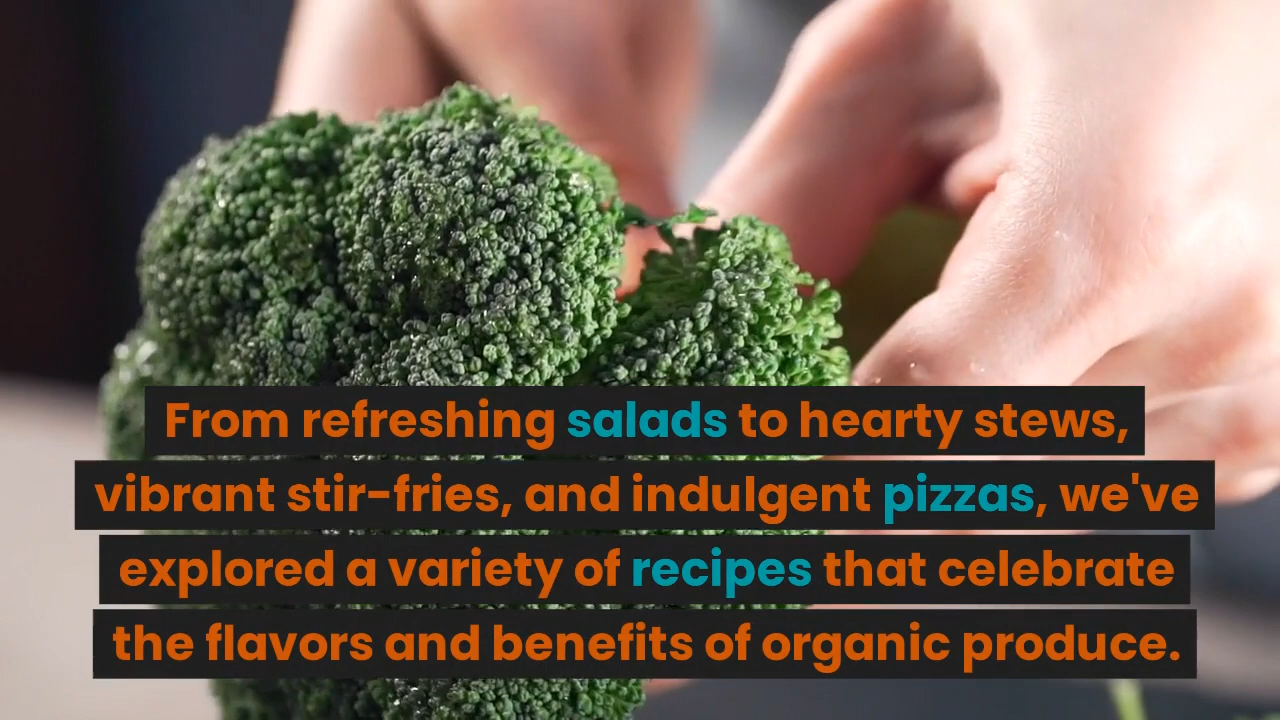 From refreshing salads to hearty stews,
vibrant stir-fries, and indulgent pizzas, we've
explored a variety of recipes that celebrate
the flavors and benefits of organic produce.